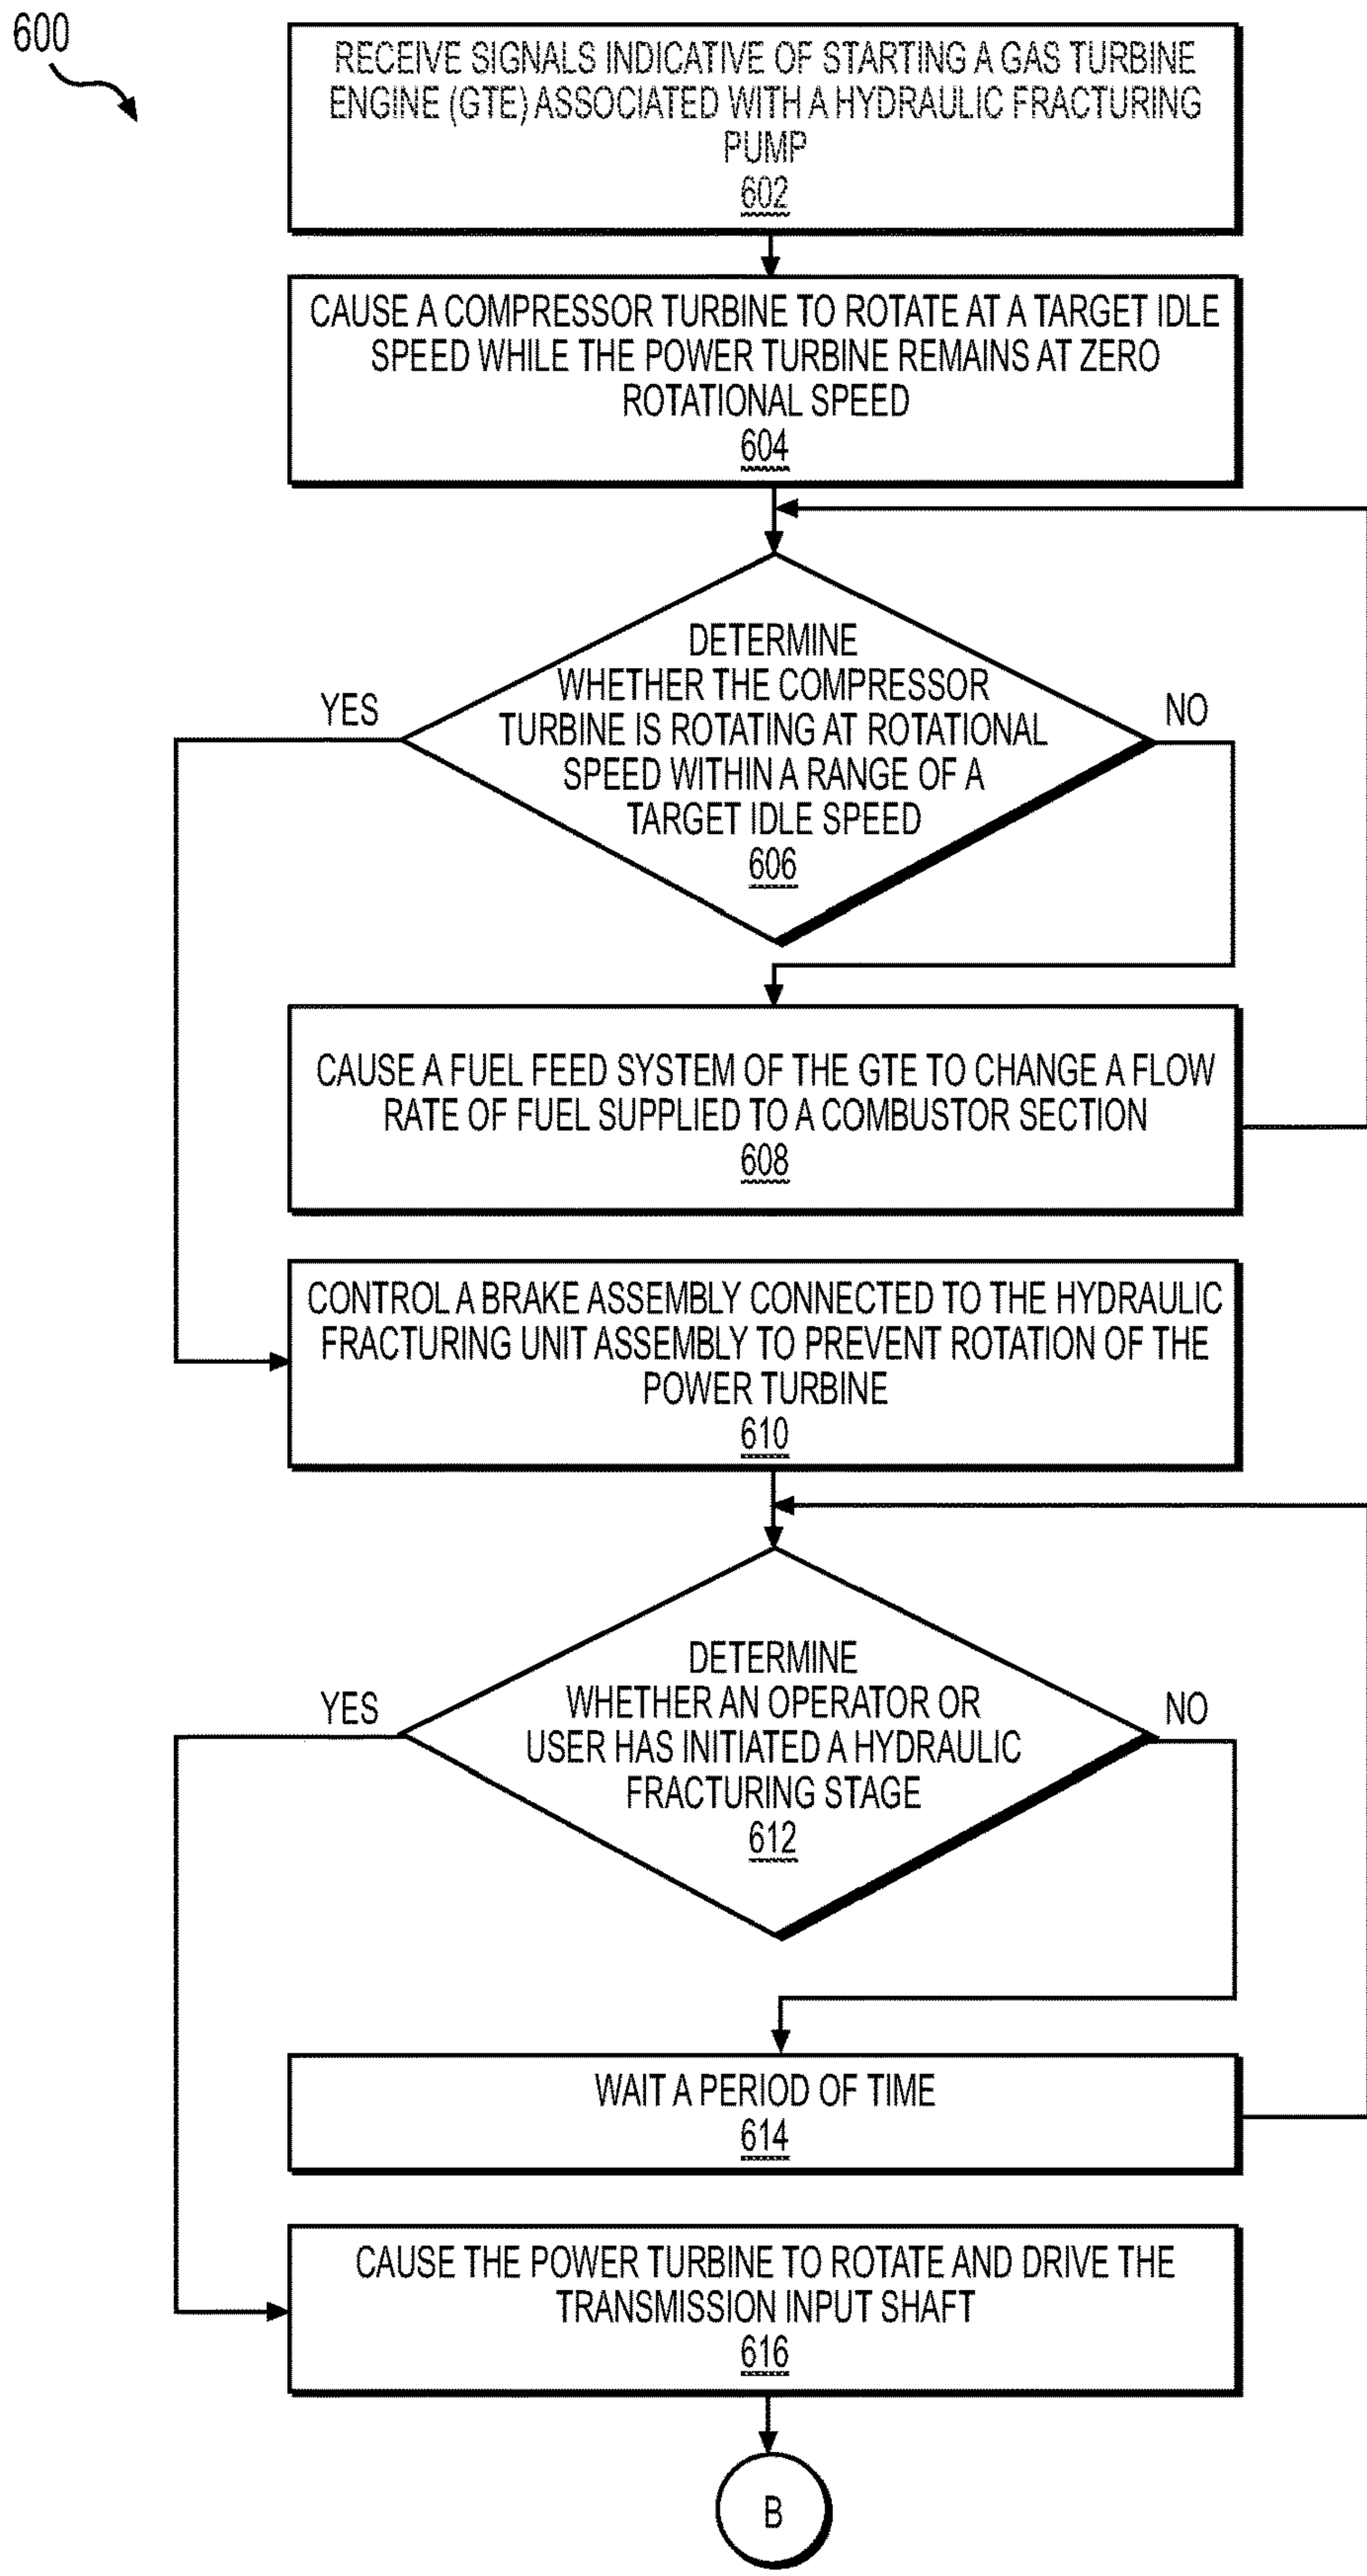 600
RECEIVE SIGNALS INDICATIVE OF STARTING A GAS TURBINE
ENGINE (GTE) ASSOCIATED WITH A HYDRAULIC FRACTURING
PUMP
602
CAUSE A COMPRESSOR TURBINE TO ROTATE AT A TARGET IDLE
SPEED WHILE THE POWER TURBINE REMAINS AT ZERO
ROTATIONAL SPEED
604
DETERMINE
WHETHER THE COMPRESSOR
TURBINE IS ROTATING AT ROTATIONAL
SPEED WITHIN A RANGE OF A
TARGET IDLE SPEED
606
YES
NO
CAUSE A FUEL FEED SYSTEM OF THE GTE TO CHANGE A FLOW
RATE OF FUEL SUPPLIED TO A COMBUSTOR SECTION
608
CONTROL A BRAKE ASSEMBLY CONNECTED TO THE HYDRAULIC
FRACTURING UNIT ASSEMBLY TO PREVENT ROTATION OF THE
POWER TURBINE
610
DETERMINE
WHETHER AN OPERATOR OR
USER HAS INITIATED A HYDRAULIC
FRACTURING STAGE
612
YES
NO
WAIT A PERIOD OF TIME
614
CAUSE THE POWER TURBINE TO ROTATE AND DRIVE THE
TRANSMISSION INPUT SHAFT
616
B